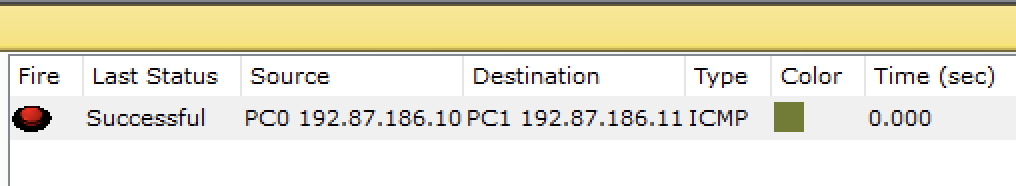 Fire Last Status Source Destination Type Color Time (sec)
Successful PC0 192.87.186.10 PC1 192.87.186.11 ICMP 0.000